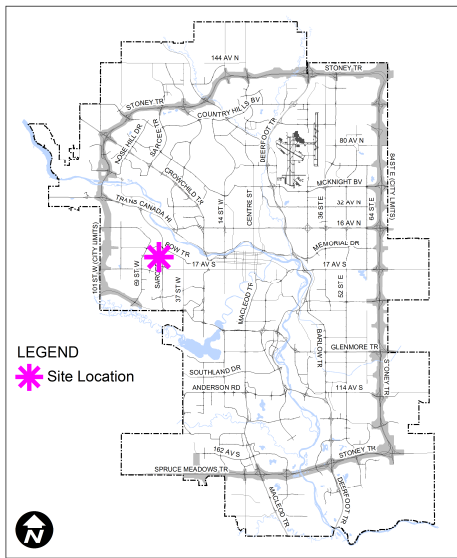 144 AV N
STONEY TR
STONEY TR
COUNTRY HILLS BV
NOSE HILL DR
SARCEE TR
DEERFOOT TR
80 AV N
CROWCHILD TR
MCKNIGHT BV
84 ST E (CITY LIMITS)
TRANS CANADA HI
14 ST W
CENTRE ST
36 ST E
32 AV N
64 ST E
16 AV N
101 ST W (CITY LIMITS)
BOW TR
MEMORIAL DR
17 AV S
17 AV S
69 ST W
SARCEE
37 ST W
MACLEOD TR
52 ST E
BARLOW TR
LEGEND
Site Location
GLENMORE TR
SOUTHLAND DR
STONEY TR
ANDERSON RD
114 AV S
162 AV S
STONEY TR
SPRUCE MEADOWS TR
MACLEOD TR
DEERFOOT TR
N